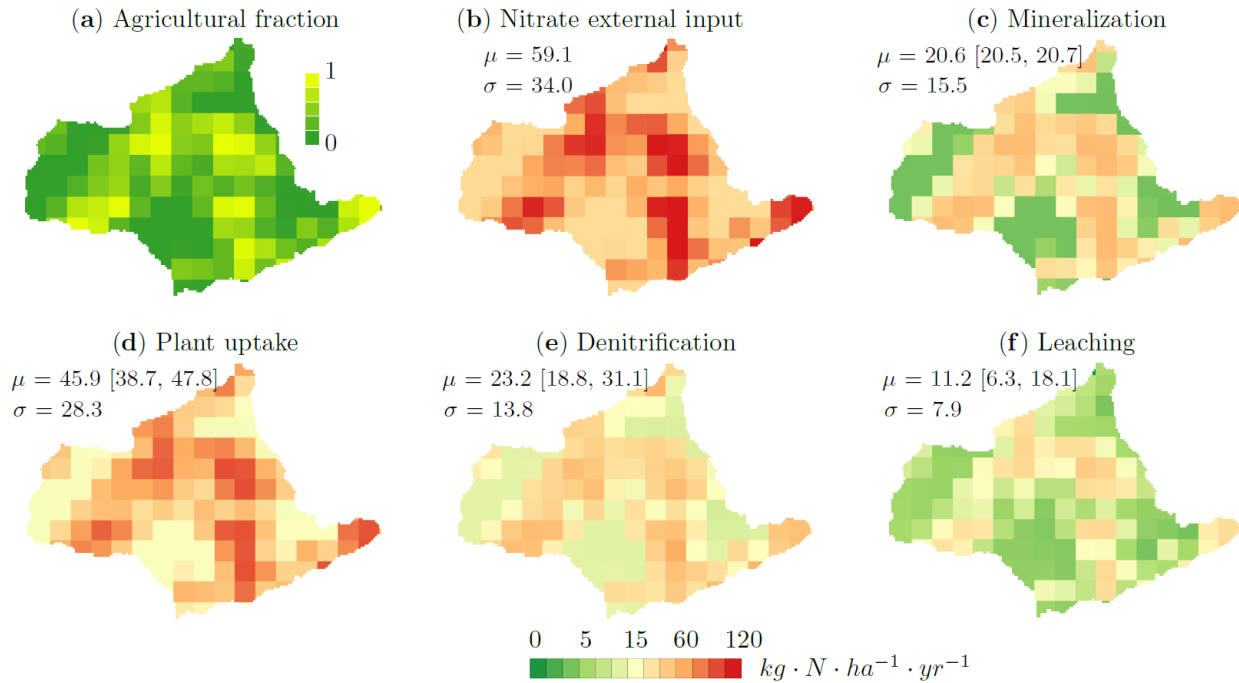 (a) Agricultural fraction
1
0
(b) Nitrate external input
μ = 59.1
σ = 34.0
(c) Mineralization
μ = 20.6 [20.5, 20.7]
σ = 15.5
(d) Plant uptake
μ = 45.9 [38.7, 47.8]
σ = 28.3
(e) Denitrification
μ = 23.2 [18.8, 31.1]
σ = 13.8
(f) Leaching
μ = 11.2 [6.3, 18.1]
σ = 7.9
0 5 15 60 120
kg · N · ha⁻¹ · yr⁻¹